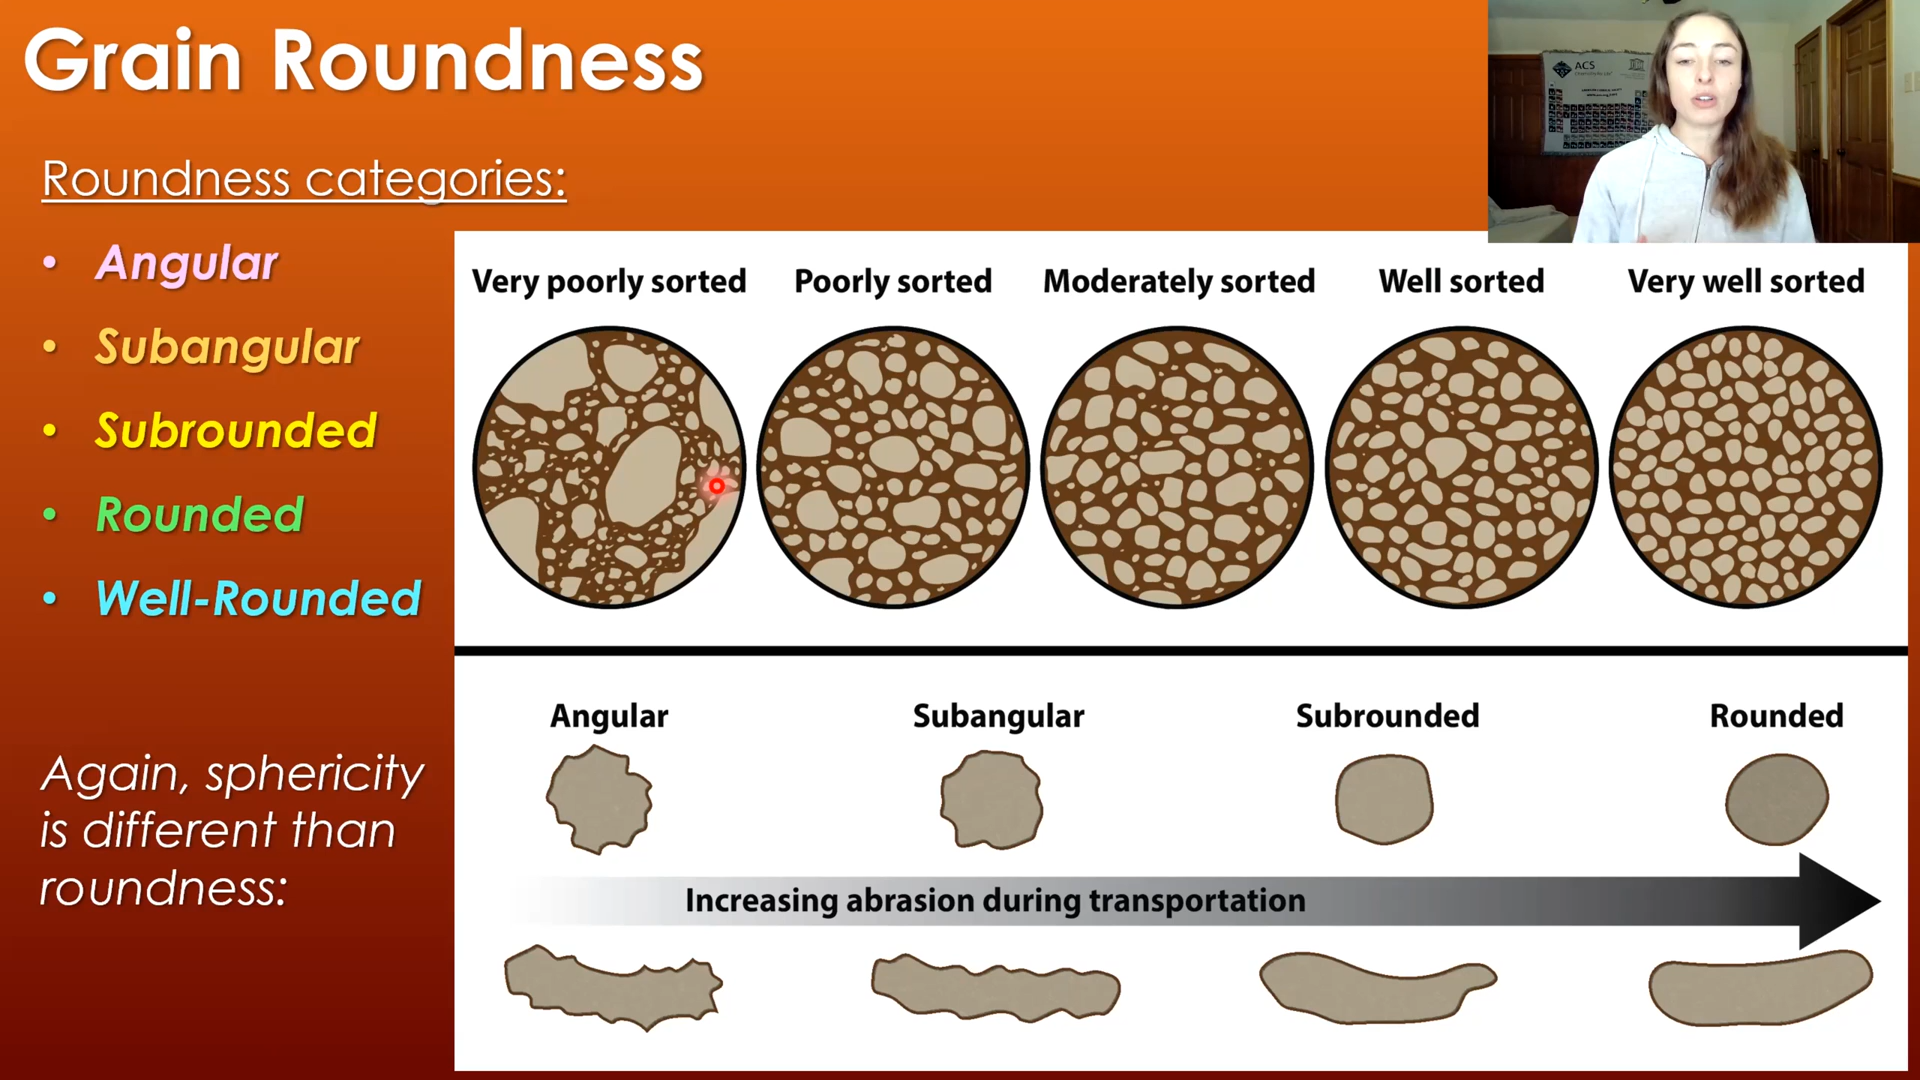 Grain Roundness
ACS
Roundness categories:
• Angular
• Subangular
• Subrounded
• Rounded
• Well-Rounded
Again, sphericity
is different than
roundness:
Very poorly sorted
Poorly sorted
Moderately sorted
Well sorted
Very well sorted
Angular
Subangular
Subrounded
Rounded
Increasing abrasion during transportation